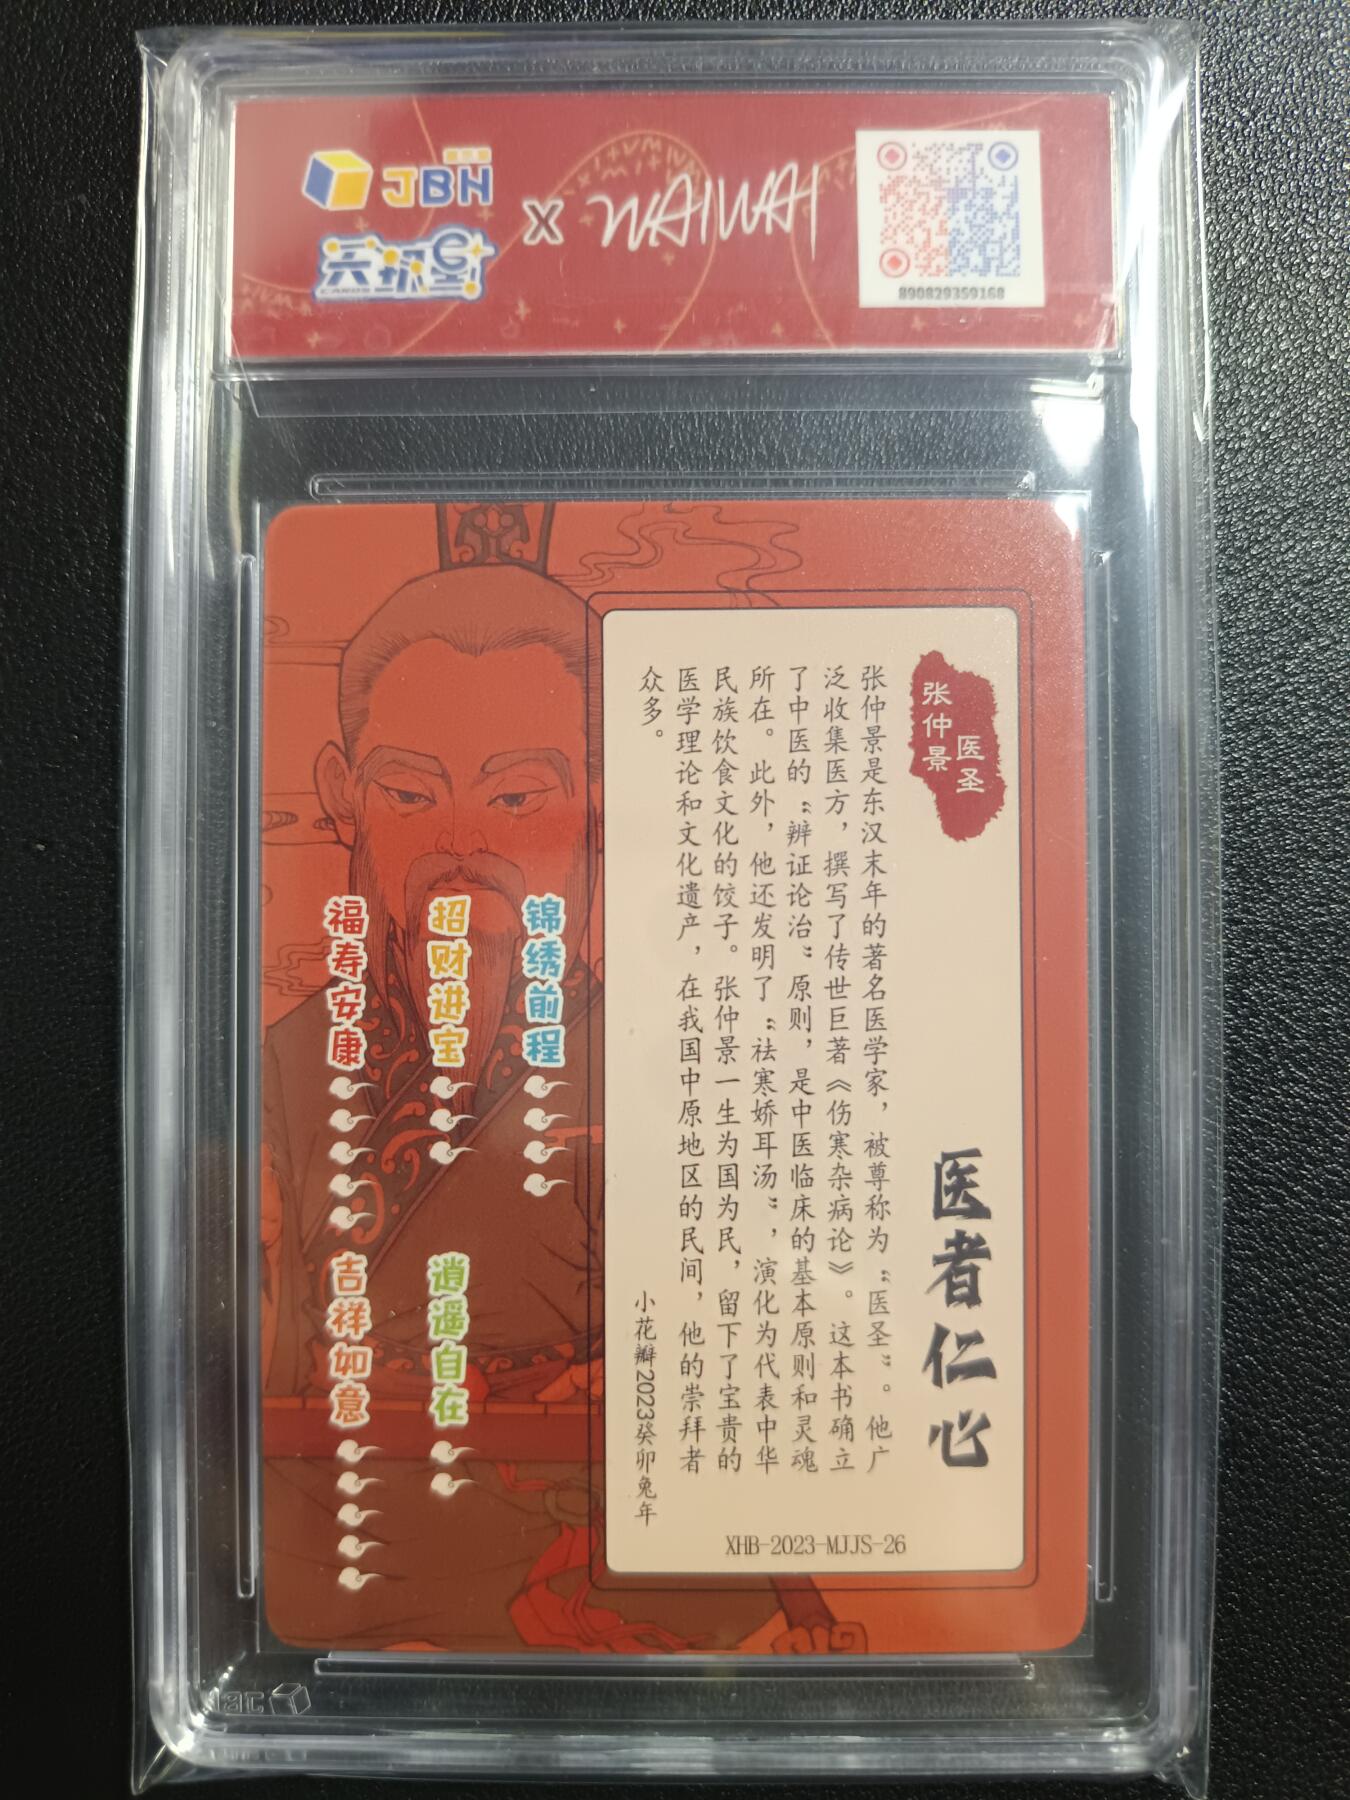 JBH
天玑星
CARDS
X
WAIWAI
890829359168
张仲景
医圣
医者仁心
张仲景是东汉末年的著名医学家，被尊称为“医圣”。他广
泛收集医方，撰写了传世巨著《伤寒杂病论》。这本书确立
了中医的“辨证论治”原则，是中医临床的基本原则和灵魂
所在。此外，他还发明了“祛寒娇耳汤”，演化为代表中华
民族饮食文化的饺子。张仲景一生为国为民，留下了宝贵的
医学理论和文化遗产，在我国中原地区的民间，他的崇拜者
众多。
小花瓣2023癸卯兔年
XHB-2023-MJJS-26
锦绣前程
招财进宝
逍遥自在
福寿安康
吉祥如意